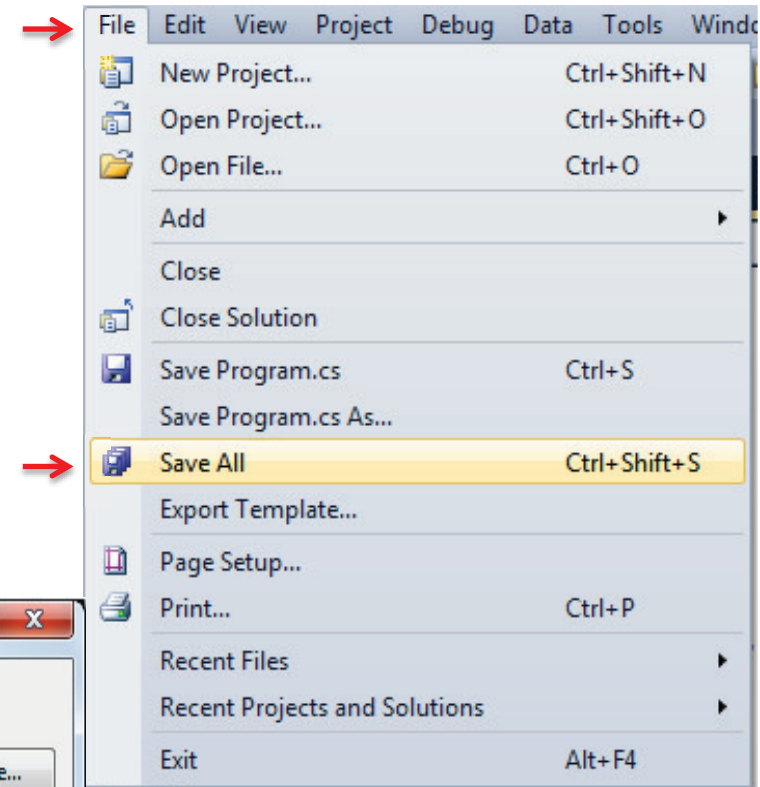 File Edit View Project Debug Data Tools
New Project... Ctrl+Shift+N
Open Project... Ctrl+Shift+O
Open File... Ctrl+O
Add
Close
Close Solution
Save Program.cs Ctrl+S
Save Program.cs As...
Save All Ctrl+Shift+S
Export Template...
Page Setup...
Print... Ctrl+P
Recent Files
Recent Projects and Solutions
Exit Alt+F4